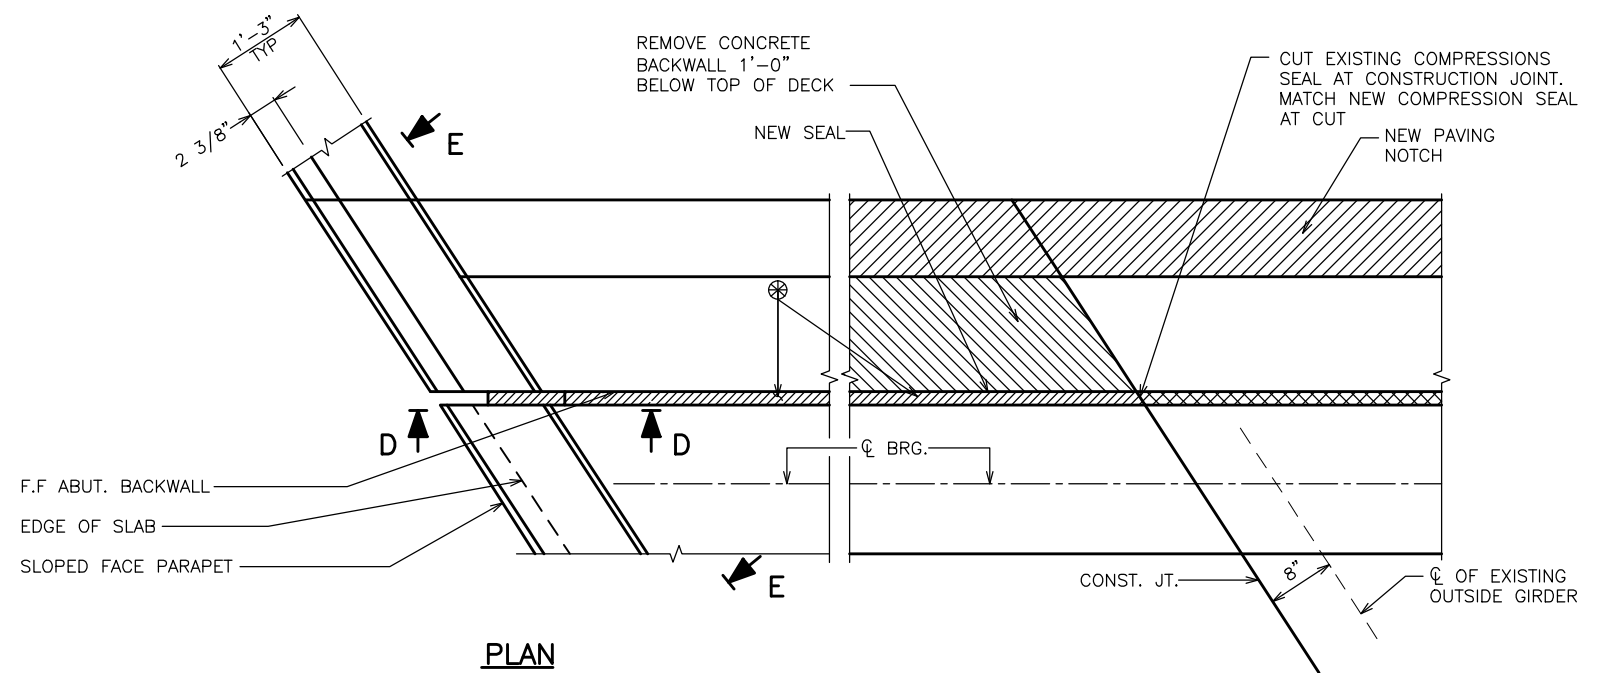 1'-3"
TYP
2 3/8"
E
REMOVE CONCRETE
BACKWALL 1'-0"
BELOW TOP OF DECK
NEW SEAL
CUT EXISTING COMPRESSIONS
SEAL AT CONSTRUCTION JOINT.
MATCH NEW COMPRESSION SEAL
AT CUT
NEW PAVING
NOTCH
D
D
℄ BRG.
F.F ABUT. BACKWALL
EDGE OF SLAB
SLOPED FACE PARAPET
E
CONST. JT.
8"
℄ OF EXISTING
OUTSIDE GIRDER
PLAN